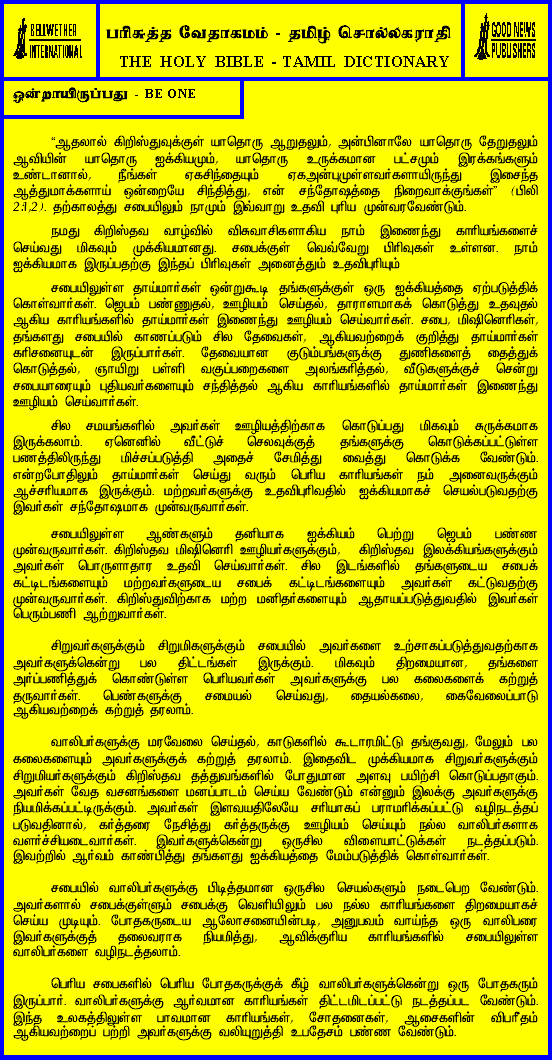 BELLWETHER
INTERNATIONAL
பரிசுத்த வேதாகமம் - தமிழ் சொல்லகராதி
THE HOLY BIBLE - TAMIL DICTIONARY
GOOD NEWS
PUBLISHERS
ஒன்றாயிருப்பது - BE ONE
“ஆதலால் கிறிஸ்துவுக்குள் யாதொரு ஆறுதலும், அன்பினாலே யாதொரு தேறுதலும்
ஆவியின் யாதொரு ஐக்கியமும், யாதொரு உருக்கமான பட்சமும் இரக்கங்களும்
உண்டானால், நீங்கள் ஏகசிந்தையும் ஏகஅன்புமுள்ளவர்களாயிருந்து இசைந்த
ஆத்துமாக்களாய் ஒன்றையே சிந்தித்து, என் சந்தோஷத்தை நிறைவாக்குங்கள்” (பிலி
2:1,2). தற்காலத்து சபையிலும் நாமும் இவ்வாறு உதவி புரிய முன்வரவேண்டும்.
நமது கிறிஸ்தவ வாழ்வில் விசுவாசிகளாகிய நாம் இணைந்து காரியங்களைச்
செய்வது மிகவும் முக்கியமானது. சபைக்குள் வெவ்வேறு பிரிவுகள் உள்ளன. நாம்
ஐக்கியமாக இருப்பதற்கு இந்தப் பிரிவுகள் அனைத்தும் உதவிபுரியும்
சபையிலுள்ள தாய்மார்கள் ஒன்றுகூடி தங்களுக்குள் ஒரு ஐக்கியத்தை ஏற்படுத்திக்
கொள்வார்கள். ஜெபம் பண்ணுதல், ஊழியம் செய்தல், தாராளமாகக் கொடுத்து உதவுதல்
ஆகிய காரியங்களில் தாய்மார்கள் இணைந்து ஊழியம் செய்வார்கள். சபை, மிஷினெரிகள்,
தங்களது சபையில் காணப்படும் சில தேவைகள், ஆகியவற்றைக் குறித்து தாய்மார்கள்
கரிசனையுடன் இருப்பார்கள். தேவையான குடும்பங்களுக்கு துணிகளைத் தைத்துக்
கொடுத்தல், ஞாயிறு பள்ளி வகுப்பறைகளை அலங்கரித்தல், வீடுகளுக்குச் சென்று
சபையாரையும் புதியவர்களையும் சந்தித்தல் ஆகிய காரியங்களில் தாய்மார்கள் இணைந்து
ஊழியம் செய்வார்கள்.
சில சமயங்களில் அவர்கள் ஊழியத்திற்காக கொடுப்பது மிகவும் சுருக்கமாக
இருக்கலாம். ஏனெனில் வீட்டுச் செலவுக்குத் தங்களுக்கு கொடுக்கப்பட்டுள்ள
பணத்திலிருந்து மிச்சப்படுத்தி அதைச் சேமித்து வைத்து கொடுக்க வேண்டும்.
என்றபோதிலும் தாய்மார்கள் செய்து வரும் பெரிய காரியங்கள் நம் அனைவருக்கும்
ஆச்சரியமாக இருக்கும். மற்றவர்களுக்கு உதவிபுரிவதில் ஐக்கியமாகச் செயல்படுவதற்கு
இவர்கள் சந்தோஷமாக முன்வருவார்கள்.
சபையிலுள்ள ஆண்களும் தனியாக ஐக்கியம் பெற்று ஜெபம் பண்ண
முன்வருவார்கள். கிறிஸ்தவ மிஷினெரி ஊழியர்களுக்கும், கிறிஸ்தவ இலக்கியங்களுக்கும்
அவர்கள் பொருளாதார உதவி செய்வார்கள். சில இடங்களில் தங்களுடைய சபைக்
கட்டிடங்களையும் மற்றவர்களுடைய சபைக் கட்டிடங்களையும் அவர்கள் கட்டுவதற்கு
முன்வருவார்கள். கிறிஸ்துவிற்காக மற்ற மனிதர்களையும் ஆதாயப்படுத்துவதில் இவர்கள்
பெரும்பணி ஆற்றுவார்கள்.
சிறுவர்களுக்கும் சிறுமிகளுக்கும் சபையில் அவர்களை உற்சாகப்படுத்துவதற்காக
அவர்களுக்கென்று பல திட்டங்கள் இருக்கும். மிகவும் திறமையான, தங்களை
அர்ப்பணித்துக் கொண்டுள்ள பெரியவர்கள் அவர்களுக்கு பல கலைகளைக் கற்றுத்
தருவார்கள். பெண்களுக்கு சமையல் செய்வது, தையல்கலை, கைவேலைப்பாடு
ஆகியவற்றைக் கற்றுத் தரலாம்.
வாலிபர்களுக்கு மரவேலை செய்தல், காடுகளில் கூடாரமிட்டு தங்குவது, மேலும் பல
கலைகளையும் அவர்களுக்குக் கற்றுத் தரலாம். இதைவிட முக்கியமாக சிறுவர்களுக்கும்
சிறுமியர்களுக்கும் கிறிஸ்தவ தத்துவங்களில் போதுமான அளவு பயிற்சி கொடுப்பதாகும்.
அவர்கள் வேத வசனங்களை மனப்பாடம் செய்ய வேண்டும் என்னும் இலக்கு அவர்களுக்கு
நியமிக்கப்பட்டிருக்கும். அவர்கள் இளவயதிலேயே சரியாகப் பராமரிக்கப்பட்டு வழிநடத்தப்
படுவதினால், கர்த்தரை நேசித்து கர்த்தருக்கு ஊழியம் செய்யும் நல்ல வாலிபர்களாக
வளர்ச்சியடைவார்கள். இவர்களுக்கென்று ஒருசில விளையாட்டுக்கள் நடத்தப்படும்.
இவற்றில் ஆர்வம் காண்பித்து தங்களது ஐக்கியத்தை மேம்படுத்திக் கொள்வார்கள்.
சபையில் வாலிபர்களுக்கு பிடித்தமான ஒருசில செயல்களும் நடைபெற வேண்டும்.
அவர்களால் சபைக்குள்ளும் சபைக்கு வெளியிலும் பல நல்ல காரியங்களை திறமையாகச்
செய்ய முடியும். போதகருடைய ஆலோசனையின்படி, அனுபவம் வாய்ந்த ஒரு வாலிபரை
இவர்களுக்குத் தலைவராக நியமித்து, ஆவிக்குரிய காரியங்களில் சபையிலுள்ள
வாலிபர்களை வழிநடத்தலாம்.
பெரிய சபைகளில் பெரிய போதகருக்குக் கீழ் வாலிபர்களுக்கென்று ஒரு போதகரும்
இருப்பார். வாலிபர்களுக்கு ஆர்வமான காரியங்கள் திட்டமிடப்பட்டு நடத்தப்பட வேண்டும்.
இந்த உலகத்திலுள்ள பாவமான காரியங்கள், சோதனைகள், ஆசைகளின் விபரீதம்
ஆகியவற்றைப் பற்றி அவர்களுக்கு வலியுறுத்தி உபதேசம் பண்ண வேண்டும்.